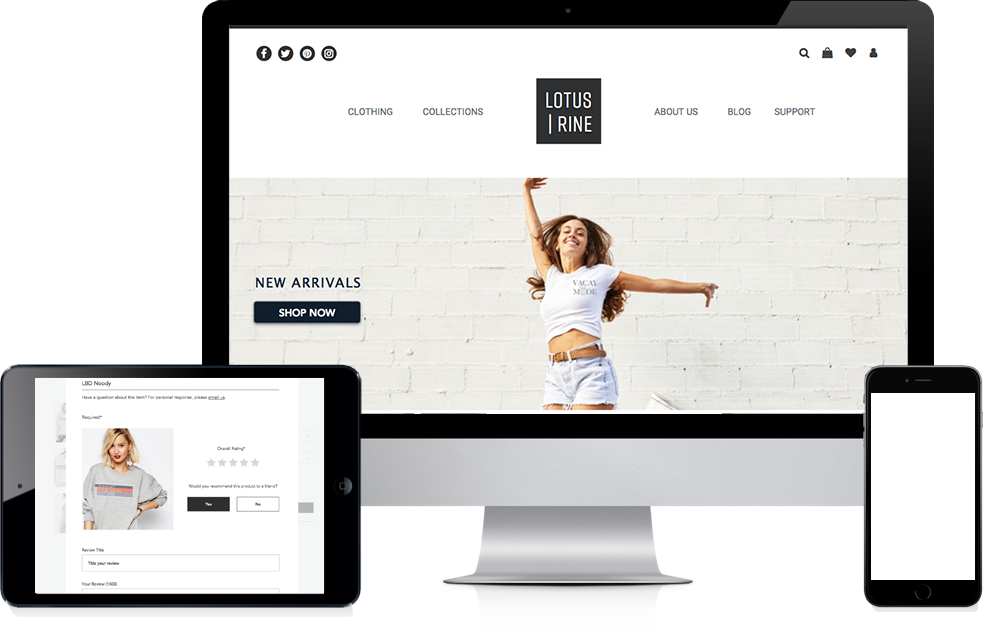 CLOTHING
COLLECTIONS
LOTUS
| RINE
ABOUT US
BLOG
SUPPORT
VACAY
MODE
NEW ARRIVALS
SHOP NOW
LBD Noody
Have a question about this item? For personal response, please email us.
Required*
Overall Rating*
Would you recommend this product to a friend?
Yes
No
Review Title
Title your review
Your Review (1500)